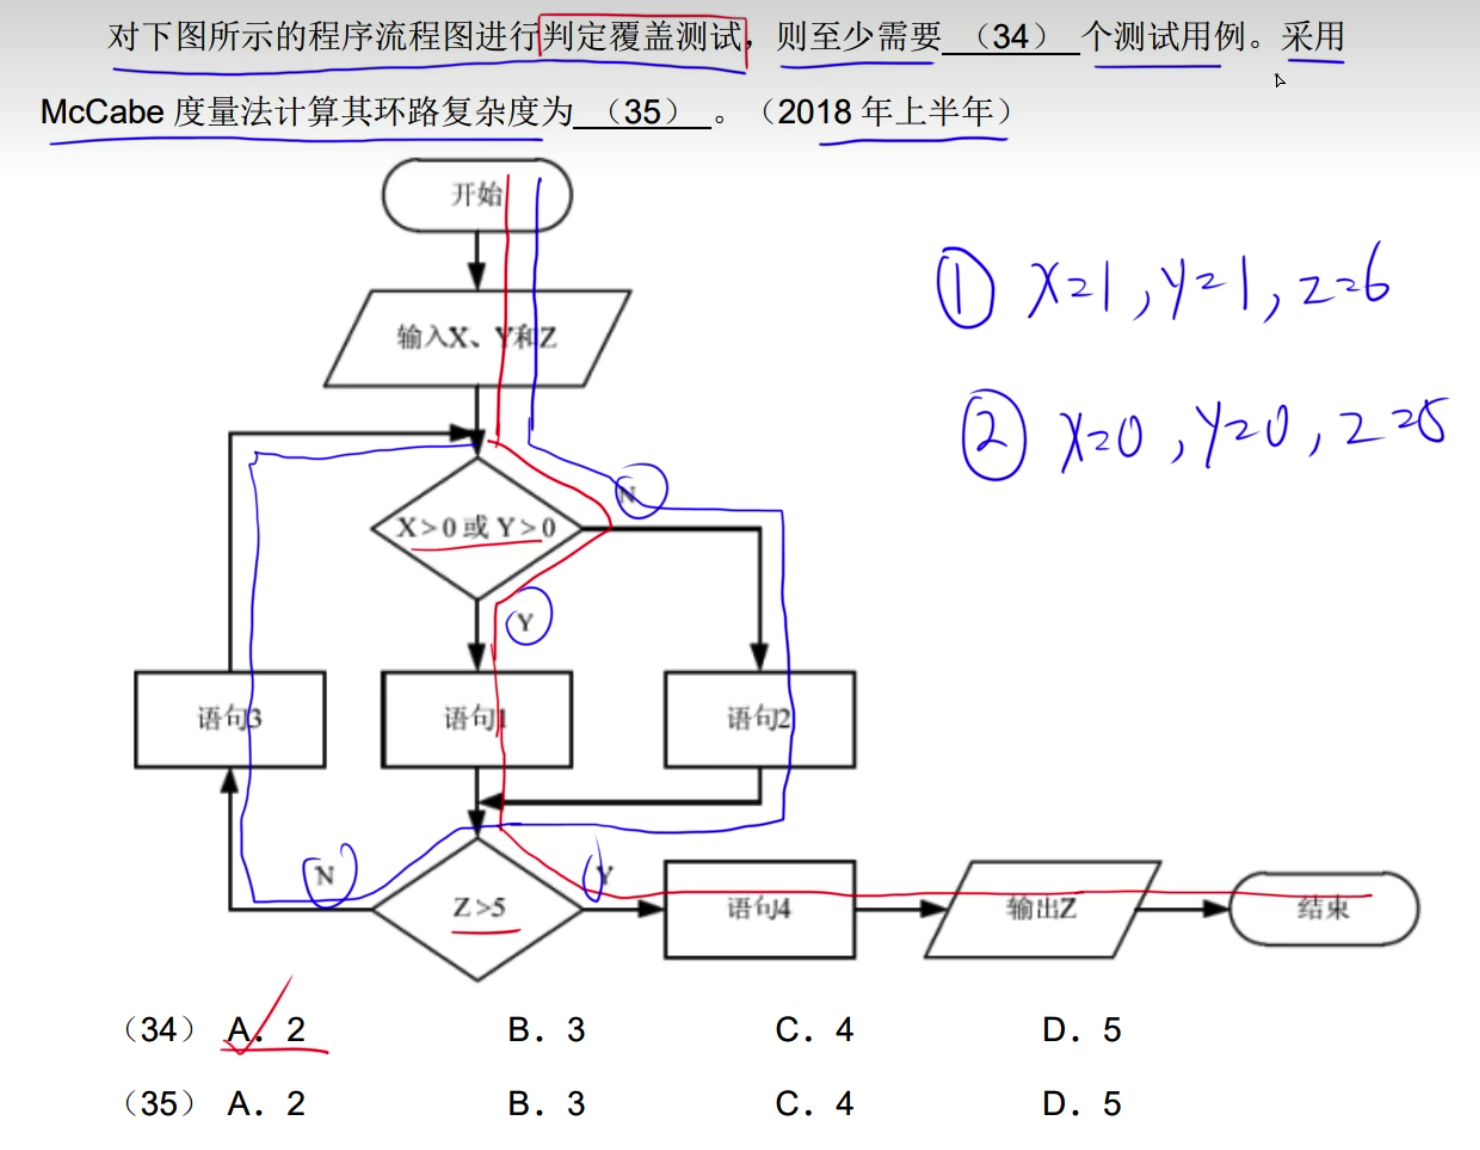 对下图所示的程序流程图进行判定覆盖测试，则至少需要（34）个测试用例。采用
McCabe 度量法计算其环路复杂度为（35）。（2018 年上半年）
开始
① X=1, Y=1, Z=6
输入X、Y和Z
② X=0, Y=0, Z=5
N
X>0 或 Y>0
Y
语句3 语句1 语句2
N Y
Z>5 语句4 输出Z 结束
（34） A. 2 B. 3 C. 4 D. 5
（35） A. 2 B. 3 C. 4 D. 5